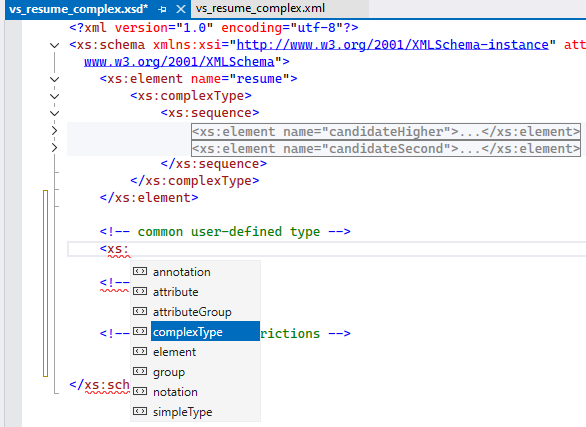 vs_resume_complex.xsd* vs_resume_complex.xml
<?xml version="1.0" encoding="utf-8"?>
<xs:schema xmlns:xsi="http://www.w3.org/2001/XMLSchema-instance" att
www.w3.org/2001/XMLSchema">
<xs:element name="resume">
<xs:complexType>
<xs:sequence>
<xs:element name="candidateHigher">...</xs:element>
<xs:element name="candidateSecond">...</xs:element>
</xs:sequence>
</xs:complexType>
</xs:element>
<!-- common user-defined type -->
<xs:
annotation
<!-- attribute
attributeGroup
<!-- complexType rictions -->
element
group
</xs:sch notation
simpleType